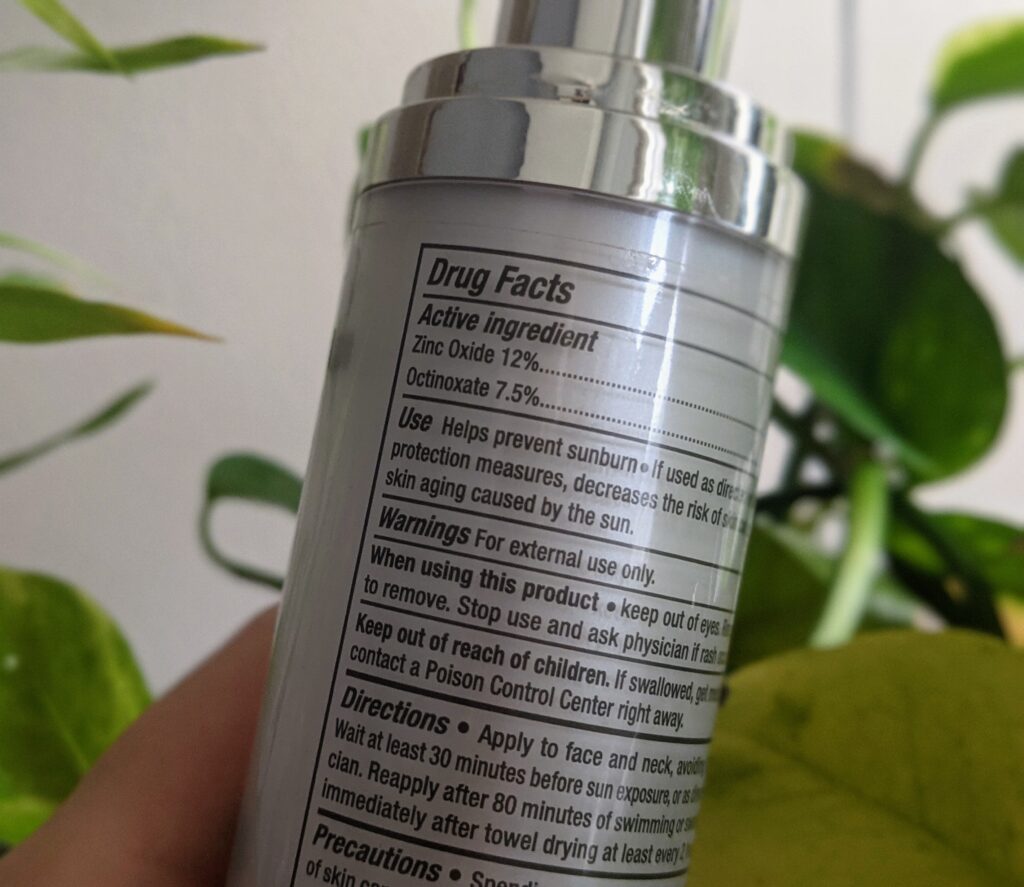 Drug Facts
Active ingredient
Zinc Oxide 12%
Octinoxate 7.5%
Use Helps prevent sunburn • If used as
protection measures, decreases the risk of
skin aging caused by the sun.
Warnings For external use only.
When using this product • keep out of eyes.
to remove. Stop use and ask physician if rash
Keep out of reach of children. If swallowed, get
contact a Poison Control Center right away.
Directions • Apply to face and neck,
Wait at least 30 minutes before sun exposure, or as
cian. Reapply after 80 minutes of swimming or
immediately after towel drying at least every 2
Precautions •
of skin